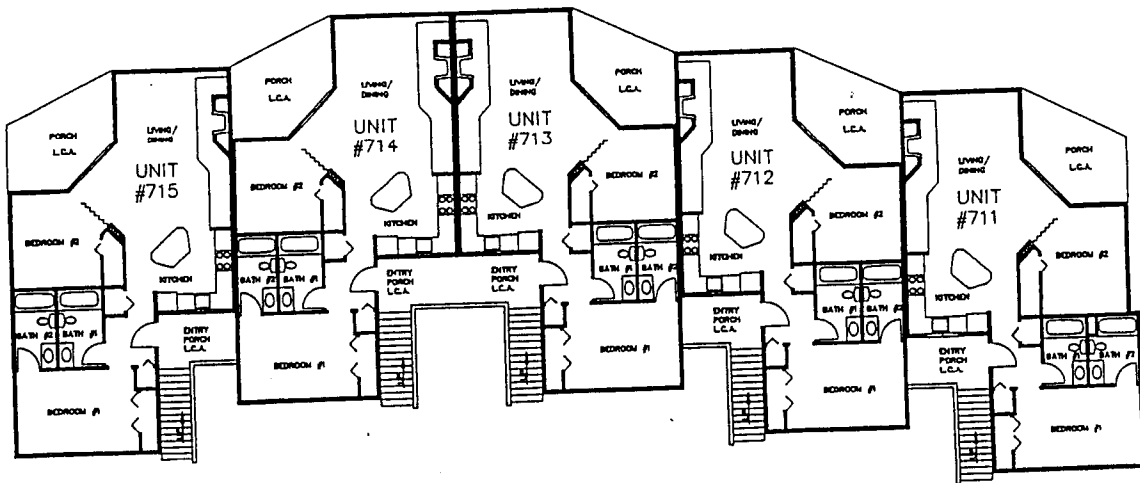 PORCH
L.C.A.
LIVING/
DINING
UNIT
#715
BEDROOM #2
KITCHEN
BATH #2
BATH #1
ENTRY
PORCH
L.C.A.
BEDROOM #1
PORCH
L.C.A.
LIVING/
DINING
UNIT
#714
BEDROOM #2
KITCHEN
BATH #2
BATH #1
ENTRY
PORCH
L.C.A.
BEDROOM #1
LIVING/
DINING
PORCH
L.C.A.
UNIT
#713
BEDROOM #2
KITCHEN
ENTRY
PORCH
L.C.A.
BATH #1
BATH #2
BEDROOM #1
LIVING/
DINING
PORCH
L.C.A.
UNIT
#712
BEDROOM #2
KITCHEN
ENTRY
PORCH
L.C.A.
BATH #1
BATH #2
BEDROOM #1
LIVING/
DINING
PORCH
L.C.A.
UNIT
#711
BEDROOM #2
KITCHEN
ENTRY
PORCH
L.C.A.
BATH #1
BATH #2
BEDROOM #1